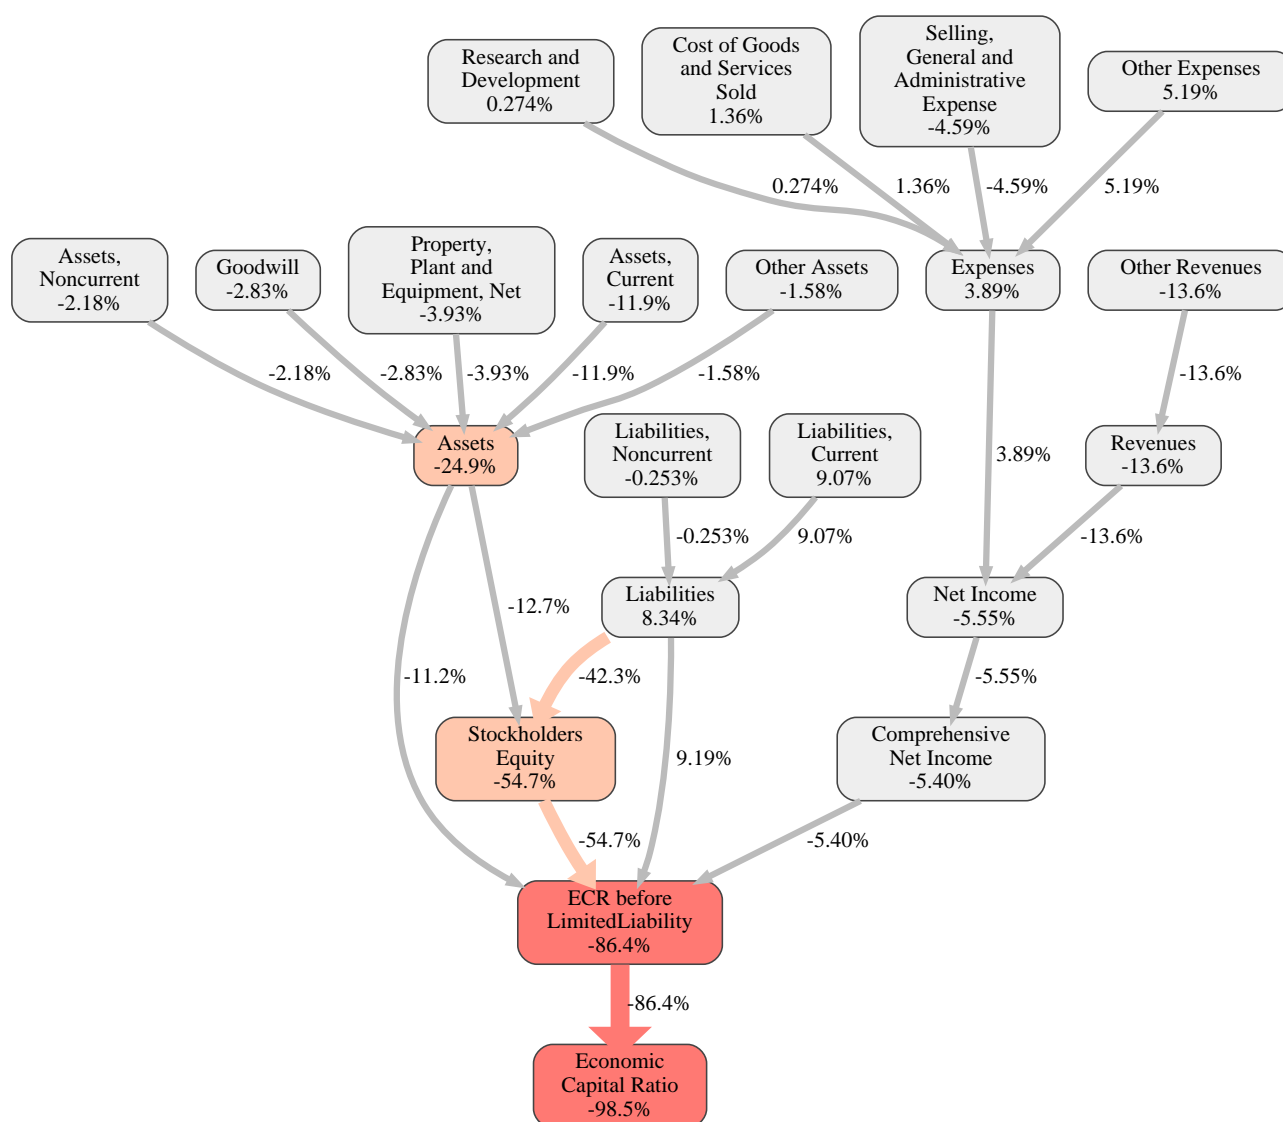 Research and
Development
0.274%
Cost of Goods
and Services
Sold
1.36%
Selling,
General and
Administrative
Expense
-4.59%
Other Expenses
5.19%
0.274%
1.36%
-4.59%
5.19%
Assets,
Noncurrent
-2.18%
Goodwill
-2.83%
Property,
Plant and
Equipment, Net
-3.93%
Assets,
Current
-11.9%
Other Assets
-1.58%
Expenses
3.89%
Other Revenues
-13.6%
-2.18%
-2.83%
-3.93%
-11.9%
-1.58%
-13.6%
Assets
-24.9%
Liabilities,
Noncurrent
-0.253%
Liabilities,
Current
9.07%
3.89%
Revenues
-13.6%
-0.253%
9.07%
-13.6%
-12.7%
Liabilities
8.34%
Net Income
-5.55%
-11.2%
-42.3%
-5.55%
Stockholders
Equity
-54.7%
9.19%
Comprehensive
Net Income
-5.40%
-54.7%
-5.40%
ECR before
LimitedLiability
-86.4%
-86.4%
Economic
Capital Ratio
-98.5%